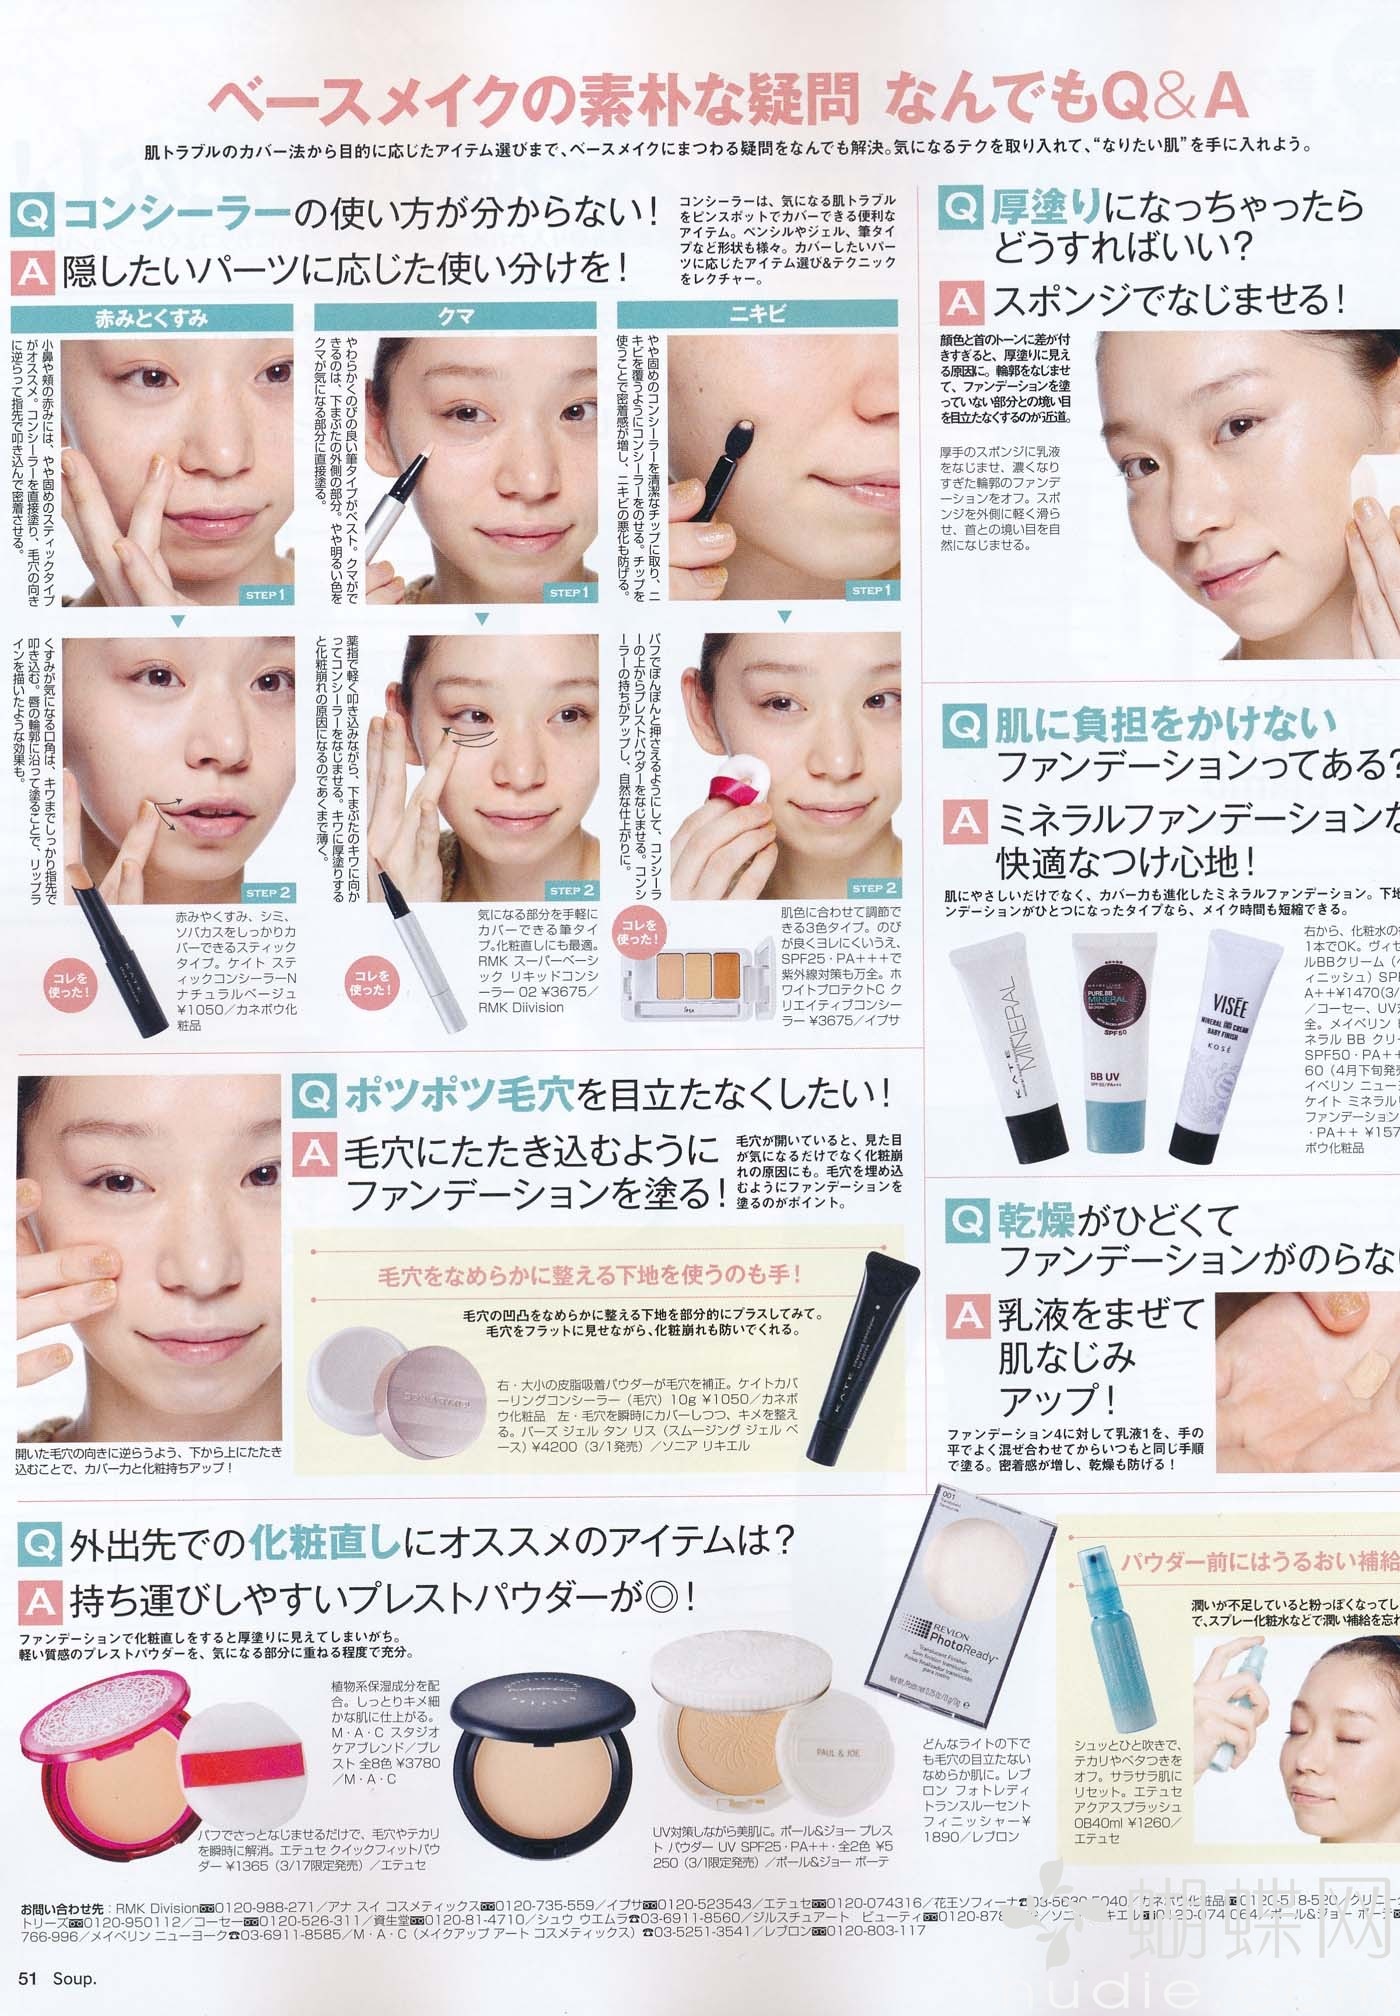 ベースメイクの素朴な疑問 なんでもQ&A
肌トラブルのカバー法から目的に応じたアイテム選びまで、ベースメイクにまつわる疑問をなんでも解決。気になるテクを取り入れて、“なりたい肌”を手に入れよう。
Q コンシーラーの使い方が分からない！
A 隠したいパーツに応じた使い分けを！
コンシーラーは、気になる肌トラブル
をピンスポットでカバーできる便利な
アイテム。ペンシルやジェル、筆タイ
プなど形状も様々。カバーしたいパー
ツに応じたアイテム選び&テクニック
をレクチャー。
赤みとくすみ
小鼻や頬の赤みには、やや固めのスティックタイプ
がオススメ。コンシーラーを直接塗り、毛穴の向き
に逆らって指先で叩き込んで密着させる。
STEP 1
くすみが気になる口角は、キワまでしっかり指先で
叩き込む。唇の輪郭に沿って塗ることで、リップラ
インを描いたような効果も。
STEP 2
コレを
使った！
赤みやくすみ、シミ、
ソバカスをしっかりカ
バーできるスティック
タイプ。ケイト ステ
ィックコンシーラーN
ナチュラルベージュ
¥1050／カネボウ化
粧品
クマ
やわらかくのびの良い筆タイプがベスト。クマがで
きるのは、下まぶたの外側の部分。やや明るい色を
クマが気になる部分に直接塗る。
STEP 1
薬指で軽く叩き込みながら、下まぶたのキワに向か
ってコンシーラーをなじませる。キワに厚塗りする
と化粧崩れの原因になるのであくまで薄く。
STEP 2
コレを
使った！
気になる部分を手軽に
カバーできる筆タイ
プ。化粧直しにも最適。
RMK スーパーベーシ
ック リキッドコンシ
ーラー 02 ¥3675／
RMK Diivision
ニキビ
やや固めのコンシーラーを清潔なチップに取り、ニ
キビを覆うようにコンシーラーをのせる。チップを
使うことで密着感が増し、ニキビの悪化も防げる。
STEP 1
パフでぽんぽんと押さえるようにして、コンシーラ
ーの上からプレストパウダーをなじませる。コンシ
ーラーの持ちがアップし、自然な仕上がりに。
STEP 2
コレを
使った！
肌色に合わせて調節で
きる3色タイプ。のび
が良くヨレにくいうえ、
SPF25・PA+++で
紫外線対策も万全。ホ
ワイトプロテクトC ク
リエイティブコンシー
ラー ¥3675／イプサ
Q 厚塗りになっちゃったら
どうすればいい？
A スポンジでなじませる！
顔色と首のトーンに差が付
きすぎると、厚塗りに見え
る原因に。輪郭をなじませ
て、ファンデーションを塗
っていない部分との境い目
を目立たなくするのが近道。
厚手のスポンジに乳液
をなじませ、濃くなり
すぎた輪郭のファンデ
ーションをオフ。スポ
ンジを外側に軽く滑ら
せ、首との境い目を自
然になじませる。
Q 肌に負担をかけない
ファンデーションってある？
A ミネラルファンデーションな
快適なつけ心地！
肌にやさしいだけでなく、カバー力も進化したミネラルファンデーション。下地
ンデーションがひとつになったタイプなら、メイク時間も短縮できる。
KATE MINERAL
MAYBELLINE
PURE.BB
MINERAL
SPF50
BB UV
SPF 50/PA+++
VISÉE
MINERAL BB CREAM
BABY FINISH
KOSÉ
右から、化粧水の
1本でOK。ヴィセ
ルBBクリーム
ィニッシュ）SPF
A++¥1470（3/
／コーセー、UV
全。メイベリン
ネラル BB クリ
SPF50・PA++
60（4月下旬発
イベリン ニュー
ケイト ミネラル
ファンデーション
・PA++ ¥157
ボウ化粧品
Q ポツポツ毛穴を目立たなくしたい！
A 毛穴にたたき込むように
ファンデーションを塗る！
毛穴が開いていると、見た目
が気になるだけでなく化粧崩
れの原因にも。毛穴を埋め込
むようにファンデーションを
塗るのがポイント。
開いた毛穴の向きに逆らうよう、下から上にたたき
込むことで、カバー力と化粧持ちアップ！
毛穴をなめらかに整える下地を使うのも手！
毛穴の凹凸をなめらかに整える下地を部分的にプラスしてみて。
毛穴をフラットに見せながら、化粧崩れも防いでくれる。
右・大小の皮脂吸着パウダーが毛穴を補正。ケイトカバ
ーリングコンシーラー（毛穴）10g ¥1050／カネボ
ウ化粧品　左・毛穴を瞬時にカバーしつつ、キメを整え
る。バーズ ジェル タン リス（スムージング ジェル ベ
ース）¥4200（3/1発売）／ソニア リキエル
KATE
Q 乾燥がひどくて
ファンデーションがのらない
A 乳液をまぜて
肌なじみ
アップ！
ファンデーション4に対して乳液1を、手の
平でよく混ぜ合わせてからいつもと同じ手順
で塗る。密着感が増し、乾燥も防げる！
Q 外出先での化粧直しにオススメのアイテムは？
A 持ち運びしやすいプレストパウダーが◎！
ファンデーションで化粧直しをすると厚塗りに見えてしまいがち。
軽い質感のプレストパウダーを、気になる部分に重ねる程度で充分。
植物系保湿成分を配
合。しっとりキメ細
かな肌に仕上がる。
M・A・C スタジオ
ケアブレンド／プレ
スト 全8色 ¥3780
／M・A・C
パフでさっとなじませるだけで、毛穴やテカリ
を瞬時に解消。エテュセ クイックフィットパウ
ダー ¥1365（3/17限定発売）／エテュセ
PAUL & JOE
UV対策しながら美肌に。ポール&ジョー プレス
ト パウダー UV SPF25・PA++・全2色 ¥5
250（3/1限定発売）／ポール&ジョー ボーテ
001
REVLON
PhotoReady
Translucent Finisher
どんなライトの下で
も毛穴の目立たない
なめらか肌に。レブ
ロン フォトレディ
トランスルーセント
フィニッシャー¥
1890／レブロン
パウダー前にはうるおい補給
潤いが不足していると粉っぽくなってし
で、スプレー化粧水などで潤い補給を忘れ
シュッとひと吹きで、
テカリやベタつきを
オフ。サラサラ肌に
リセット。エテュセ
アクアスプラッシュ
OB40ml ¥1260／
エテュセ
お問い合わせ先：RMK Division 0120-988-271／アナ スイ コスメティックス 0120-735-559／イプサ 0120-523543／エテュセ 0120-074316／花王ソフィーナ 03-5630-5040／カネボウ化粧品 0120-518-520／クリニー
トリーズ 0120-950112／コーセー 0120-526-311／資生堂 0120-81-4710／シュウ ウエムラ 03-6911-8560／ジルスチュアート　ビューティ 0120-878
766-996／メイベリン ニューヨーク 03-6911-8585／M・A・C（メイクアップ アート コスメティックス） 03-5251-3541／レブロン 0120-803-117
51 Soup.
蝴蝶网